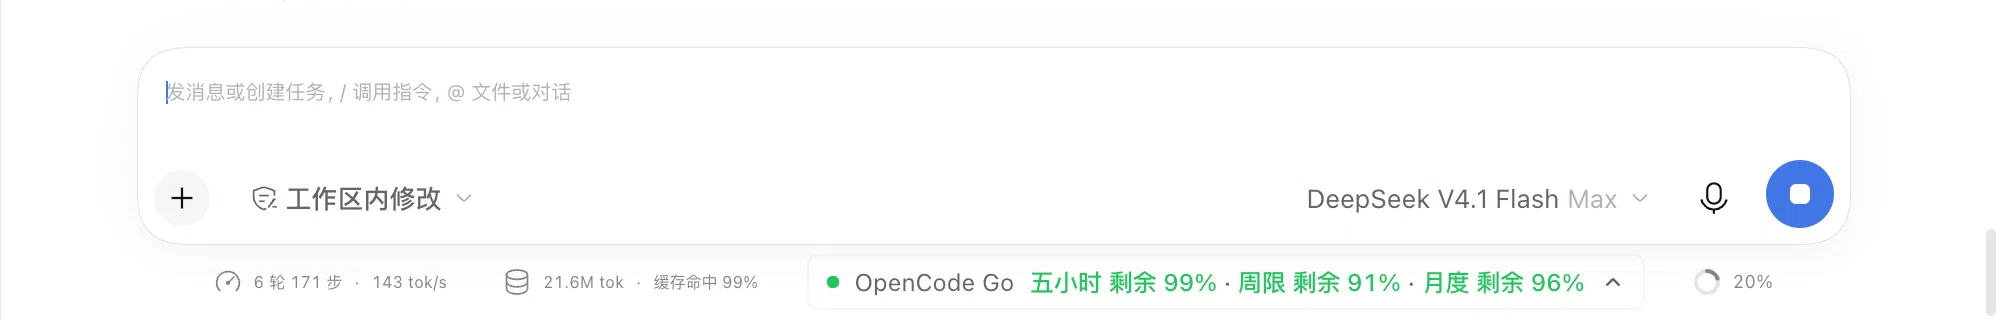 发消息或创建任务, / 调用指令, @ 文件或对话
工作区内修改
DeepSeek V4.1 Flash Max
6 轮 171 步 · 143 tok/s
21.6M tok · 缓存命中 99%
OpenCode Go 五小时 剩余 99% · 周限 剩余 91% · 月度 剩余 96%
20%